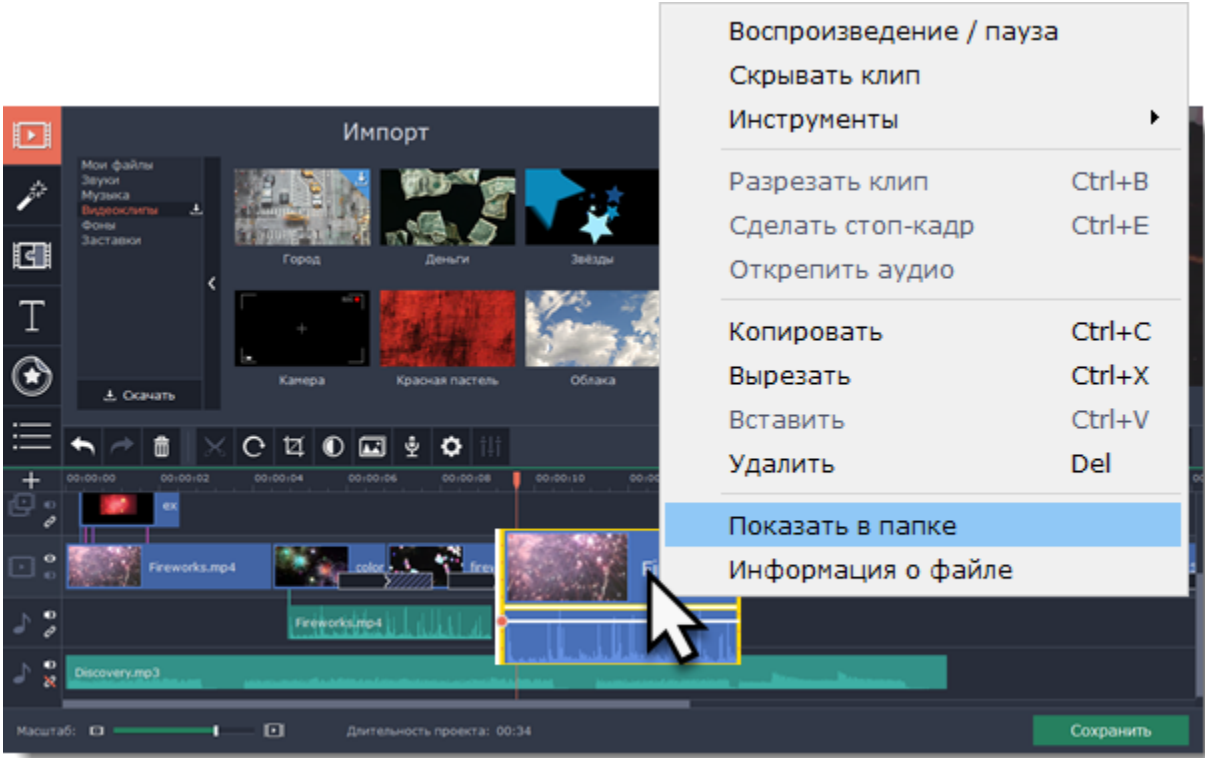 Воспроизведение / пауза
Скрывать клип
Инструменты
Разрезать клип Ctrl+B
Сделать стоп-кадр Ctrl+E
Открепить аудио
Копировать Ctrl+C
Вырезать Ctrl+X
Вставить Ctrl+V
Удалить Del
Показать в папке
Информация о файле
Импорт
Мои файлы
Звуки
Музыка
Видеоклипы
Фоны
Заставки
Скачать
Город
Деньги
Звёзды
Камера
Красная пастель
Облака
00:00:00 00:00:02 00:00:04 00:00:06 00:00:08 00:00:10
ex
Fireworks.mp4
color
Fireworks.mp4
Discovery.mp3
Масштаб:
Длительность проекта: 00:34
Сохранить